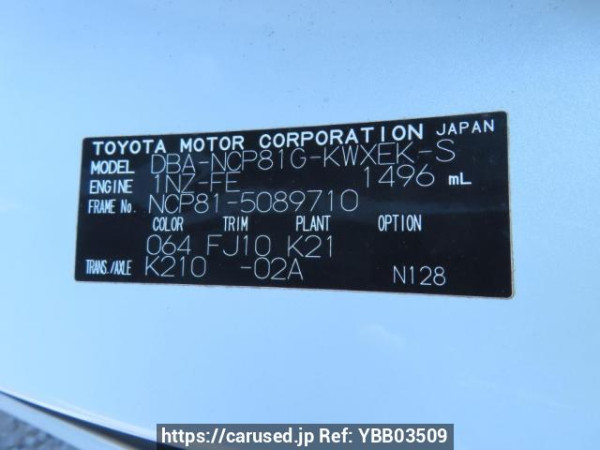 TOYOTA MOTOR CORPORATION JAPAN
MODEL DBA-NCP81G-KWXEK-S
ENGINE 1NZ-FE 1496 mL
FRAME No. NCP81-5089710
COLOR TRIM PLANT OPTION
064 FJ10 K21
TRANS./AXLE K210 -02A
N128
https://carused.jp Ref: YBB03509